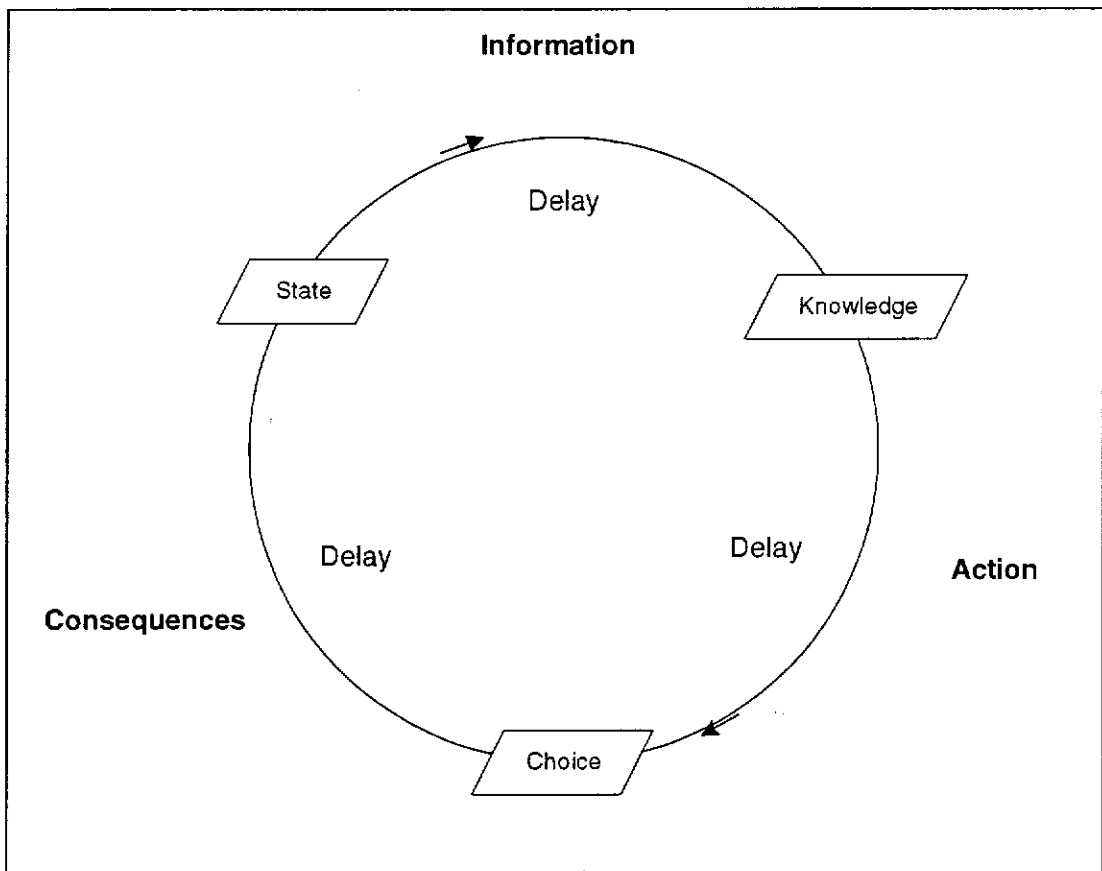 Information
Delay
State
Knowledge
Delay
Delay
Action
Consequences
Choice